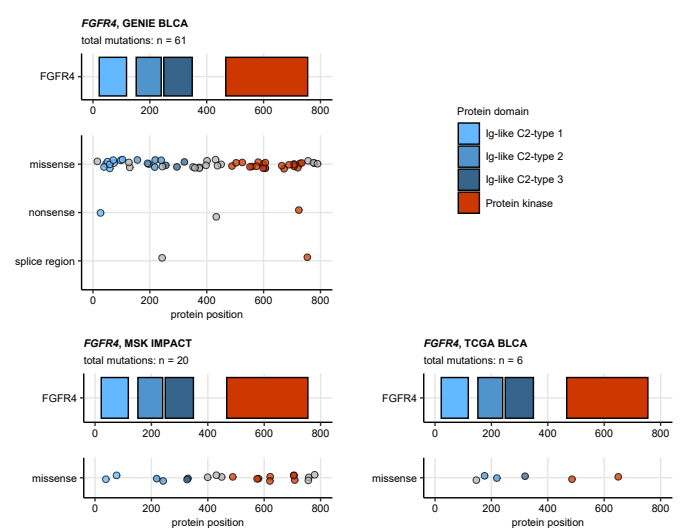 FGFR4, GENIE BLCA
total mutations: n = 61
FGFR4
0 200 400 600 800
missense
nonsense
splice region
0 200 400 600 800
protein position
Protein domain
Ig-like C2-type 1
Ig-like C2-type 2
Ig-like C2-type 3
Protein kinase
FGFR4, MSK IMPACT
total mutations: n = 20
FGFR4
0 200 400 600 800
missense
0 200 400 600 800
protein position
FGFR4, TCGA BLCA
total mutations: n = 6
FGFR4
0 200 400 600 800
missense
0 200 400 600 800
protein position